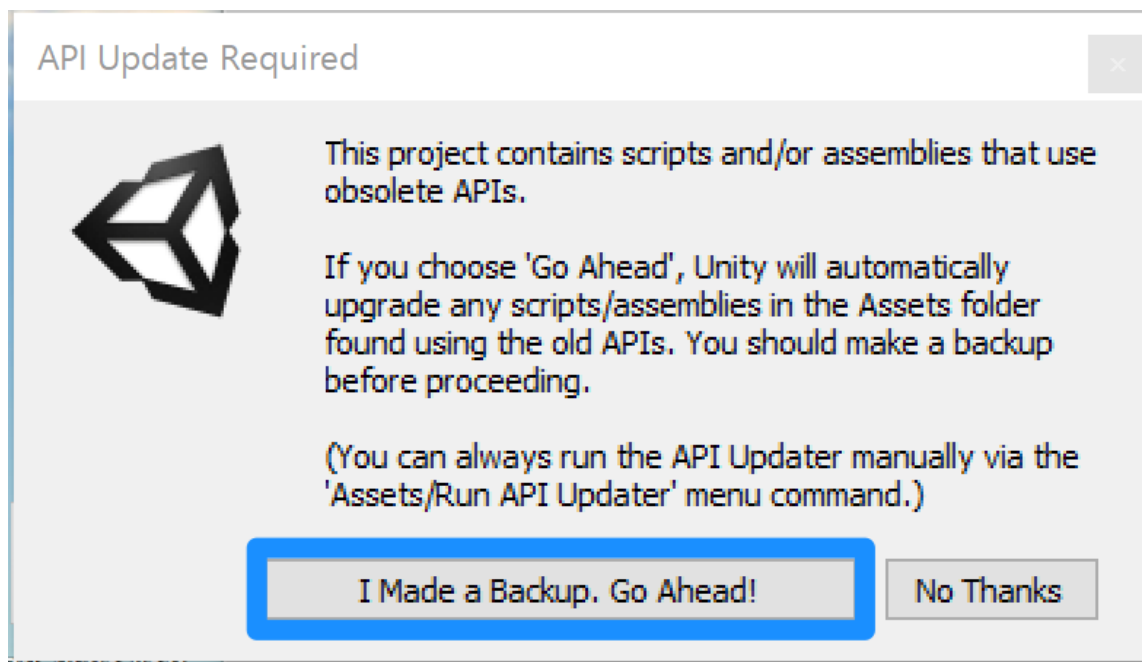 API Update Required
This project contains scripts and/or assemblies that use
obsolete APIs.
If you choose 'Go Ahead', Unity will automatically
upgrade any scripts/assemblies in the Assets folder
found using the old APIs. You should make a backup
before proceeding.
(You can always run the API Updater manually via the
'Assets/Run API Updater' menu command.)
I Made a Backup. Go Ahead!
No Thanks